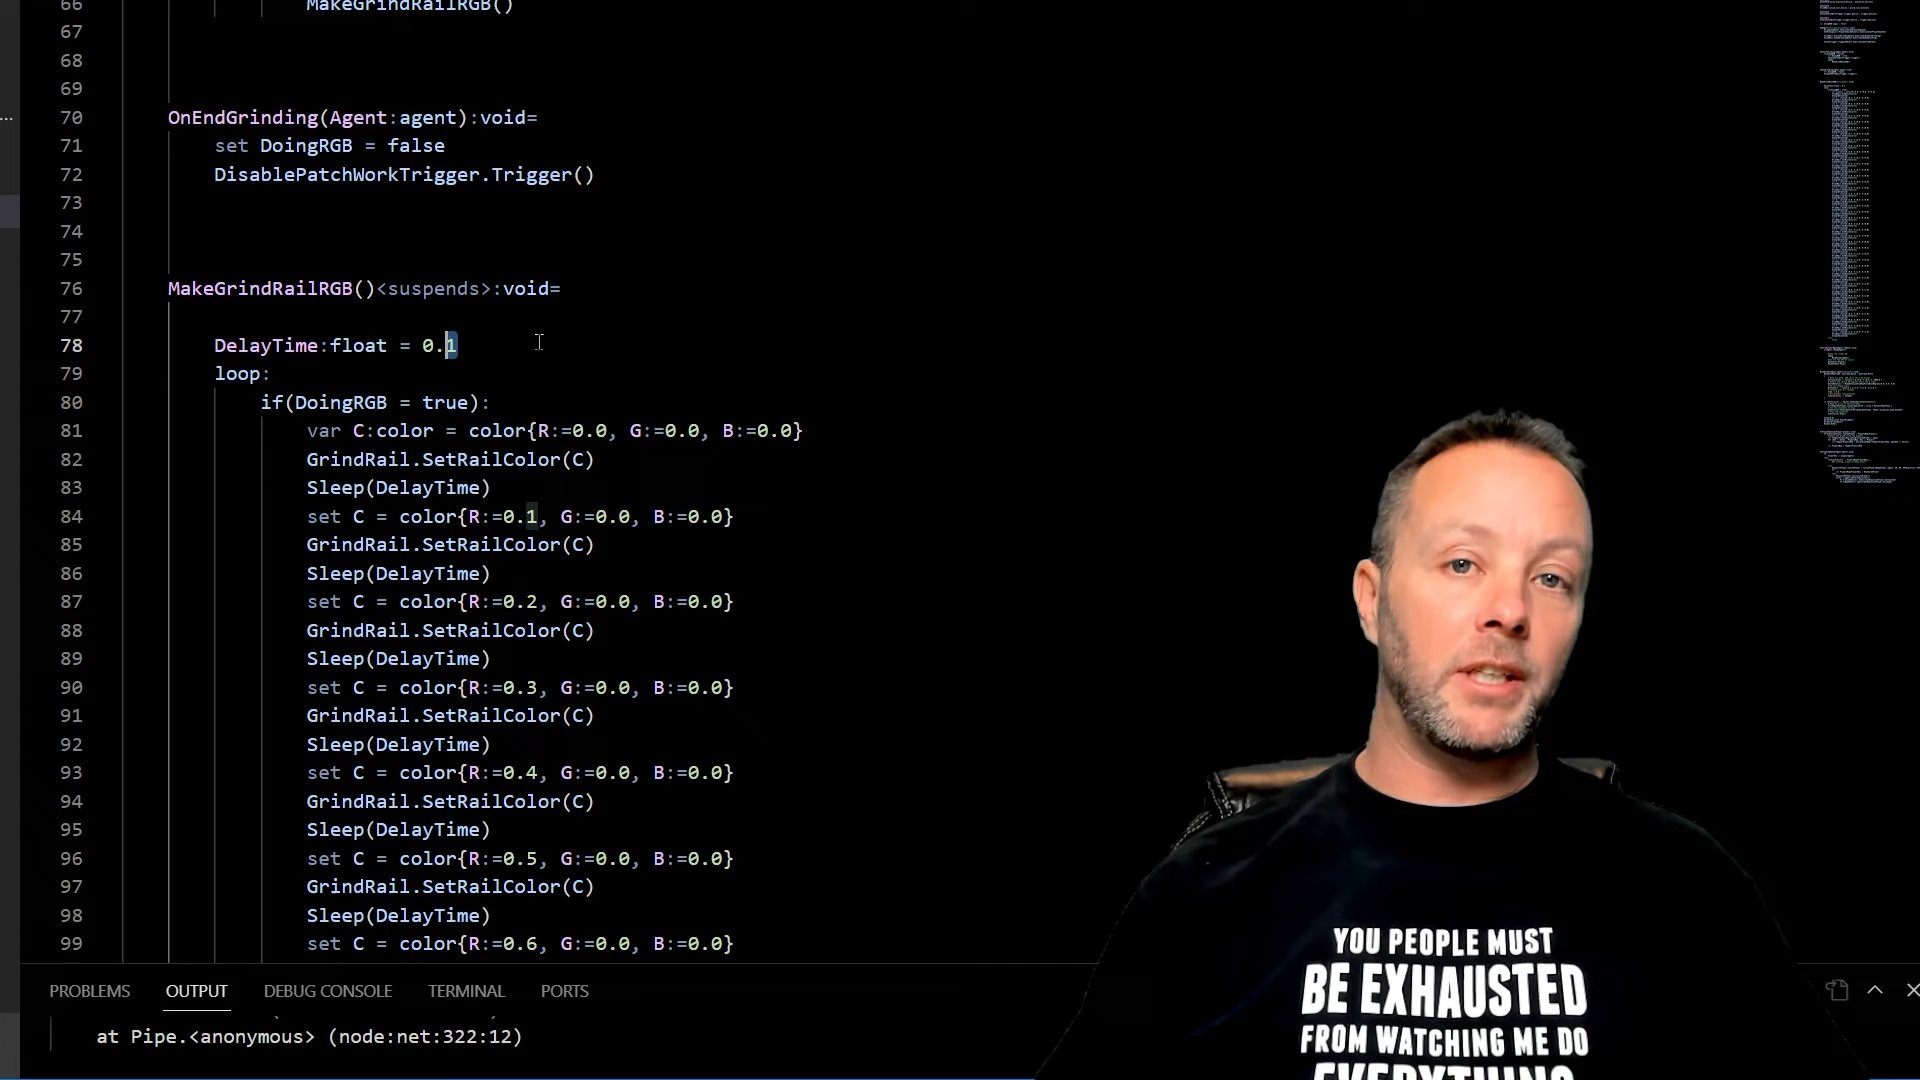 66 MakeGrindRailRGB()
67
68
69
70 OnEndGrinding(Agent:agent):void=
71 set DoingRGB = false
72 DisablePatchWorkTrigger.Trigger()
73
74
75
76 MakeGrindRailRGB()<suspends>:void=
77
78 DelayTime:float = 0.1
79 loop:
80 if(DoingRGB = true):
81 var C:color = color{R:=0.0, G:=0.0, B:=0.0}
82 GrindRail.SetRailColor(C)
83 Sleep(DelayTime)
84 set C = color{R:=0.1, G:=0.0, B:=0.0}
85 GrindRail.SetRailColor(C)
86 Sleep(DelayTime)
87 set C = color{R:=0.2, G:=0.0, B:=0.0}
88 GrindRail.SetRailColor(C)
89 Sleep(DelayTime)
90 set C = color{R:=0.3, G:=0.0, B:=0.0}
91 GrindRail.SetRailColor(C)
92 Sleep(DelayTime)
93 set C = color{R:=0.4, G:=0.0, B:=0.0}
94 GrindRail.SetRailColor(C)
95 Sleep(DelayTime)
96 set C = color{R:=0.5, G:=0.0, B:=0.0}
97 GrindRail.SetRailColor(C)
98 Sleep(DelayTime)
99 set C = color{R:=0.6, G:=0.0, B:=0.0}
PROBLEMS OUTPUT DEBUG CONSOLE TERMINAL PORTS
at Pipe.<anonymous> (node:net:322:12)
YOU PEOPLE MUST
BE EXHAUSTED
FROM WATCHING ME DO
EVERYTHING